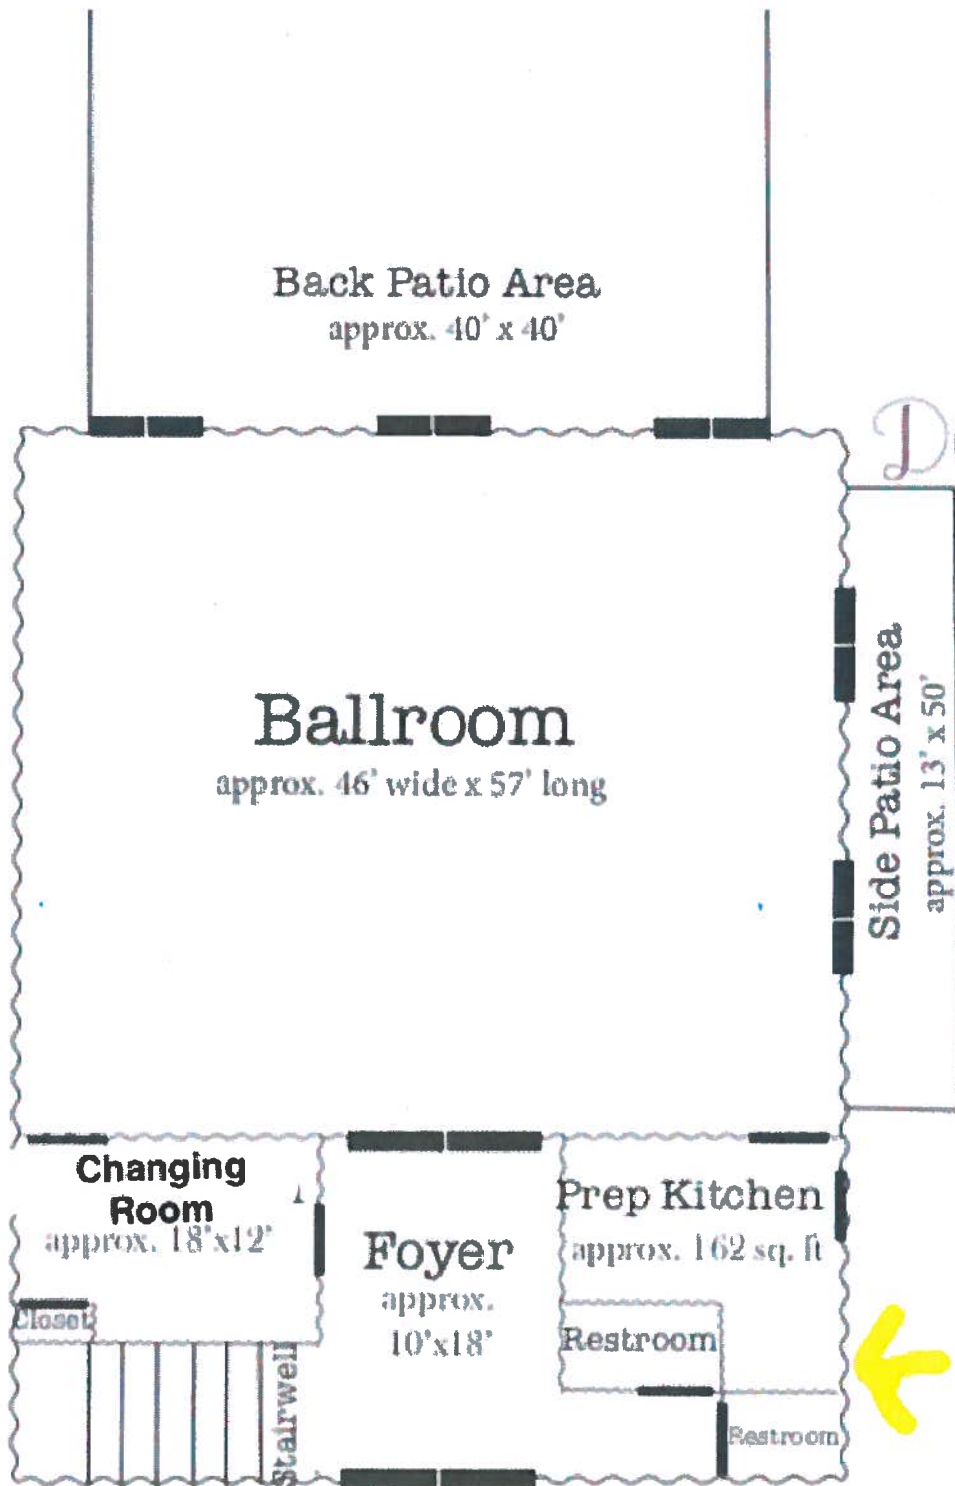 Back Patio Area
approx. 40' x 40'
D
Ballroom
approx. 46' wide x 57' long
Side Patio Area
approx. 13' x 50'
Changing
Room
approx. 18'x12'
Foyer
approx.
10'x18'
Prep Kitchen
approx. 162 sq. ft
Closet
Restroom
Stairwell
Restroom